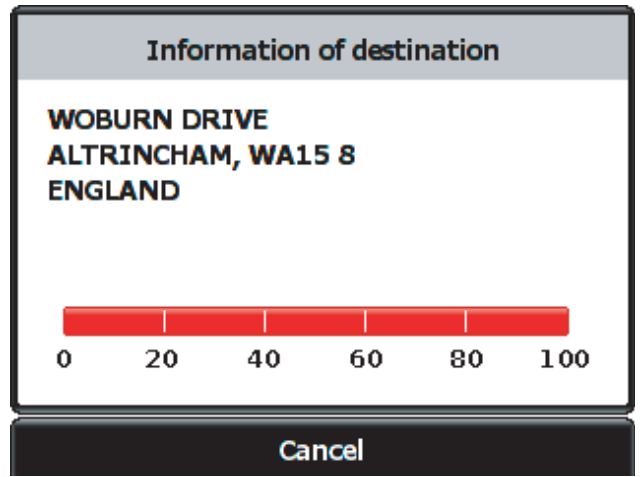 Information of destination
WOBURN DRIVE
ALTRINCHAM, WA15 8
ENGLAND
0 20 40 60 80 100
Cancel